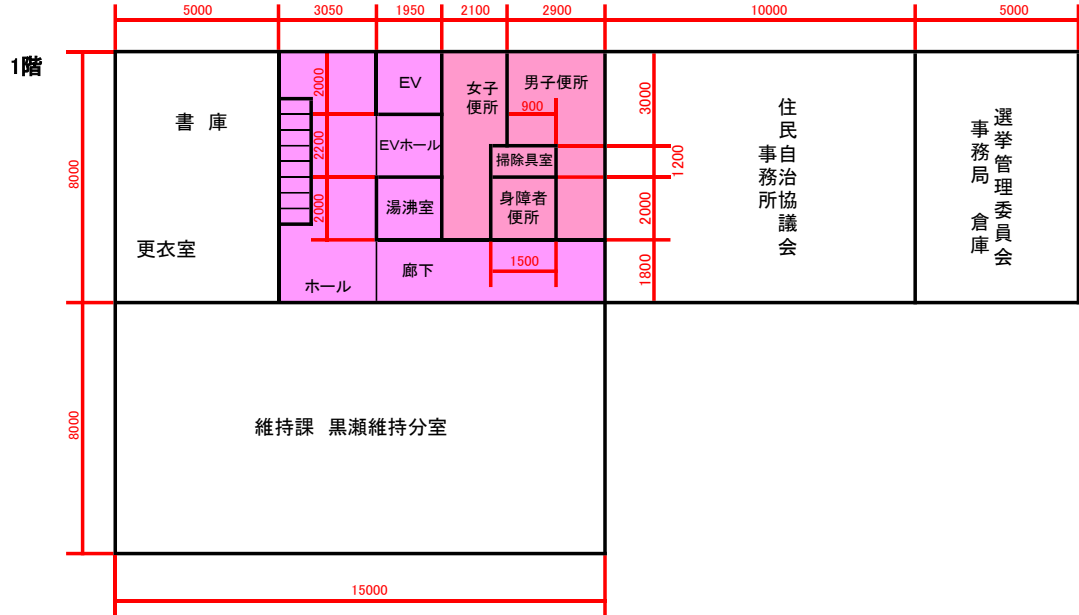 5000
3050
1950
2100
2900
10000
5000
1階
8000
書 庫
更衣室
2000
2200
2000
EV
EVホール
湯沸室
女子
便所
男子便所
900
掃除具室
身障者
便所
1500
ホール
廊下
3000
1200
2000
1800
住民自治協議会
事務所
選挙管理委員会
事務局 倉庫
8000
維持課 黒瀬維持分室
15000